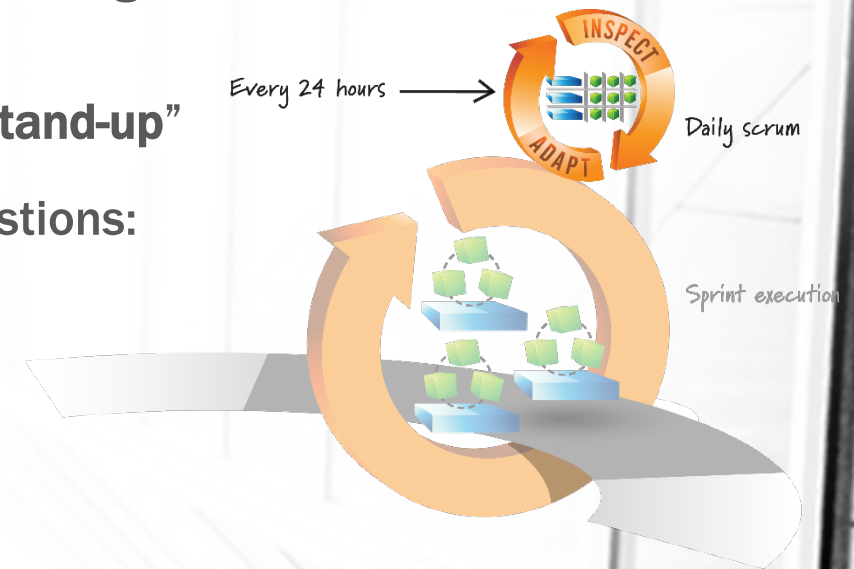 g
INSPECT
Every 24 hours
tand-up”
Daily scrum
ADAPT
stions:
Sprint execution